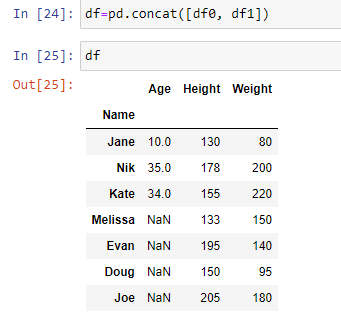 In [24]: df=pd.concat([df0, df1])
In [25]: df
Out[25]:
Age Height Weight
Name
Jane 10.0 130 80
Nik 35.0 178 200
Kate 34.0 155 220
Melissa NaN 133 150
Evan NaN 195 140
Doug NaN 150 95
Joe NaN 205 180